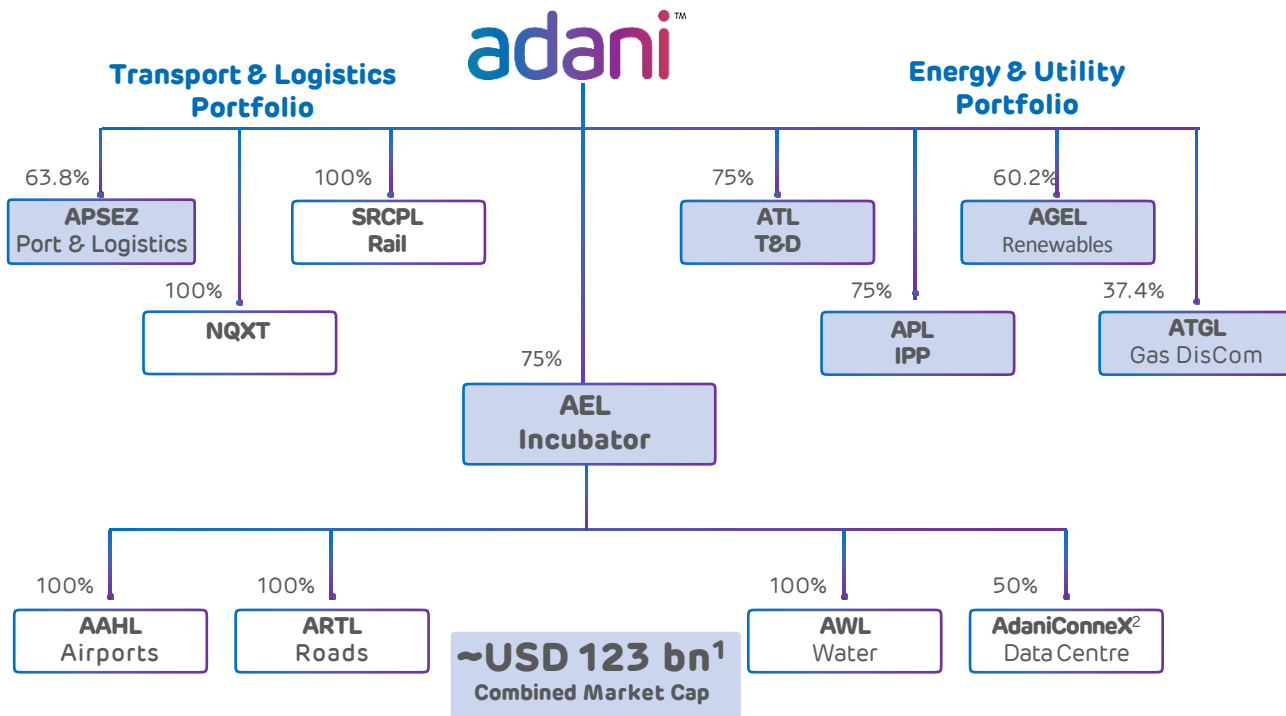 adani™
Transport & Logistics
Portfolio
Energy & Utility
Portfolio
63.8%
APSEZ
Port & Logistics
100%
SRCPL
Rail
75%
ATL
T&D
60.2%
AGEL
Renewables
100%
NQXT
75%
APL
IPP
37.4%
ATGL
Gas DisCom
75%
AEL
Incubator
100%
AAHL
Airports
100%
ARTL
Roads
100%
AWL
Water
50%
AdaniConneX²
Data Centre
~USD 123 bn¹
Combined Market Cap